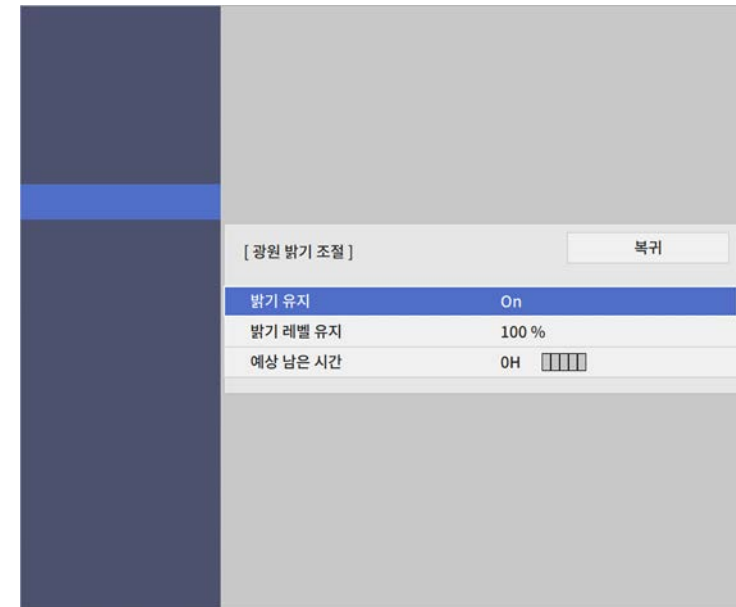 [ 광원 밝기 조절 ] 복귀
밝기 유지 On
밝기 레벨 유지 100 %
예상 남은 시간 0H